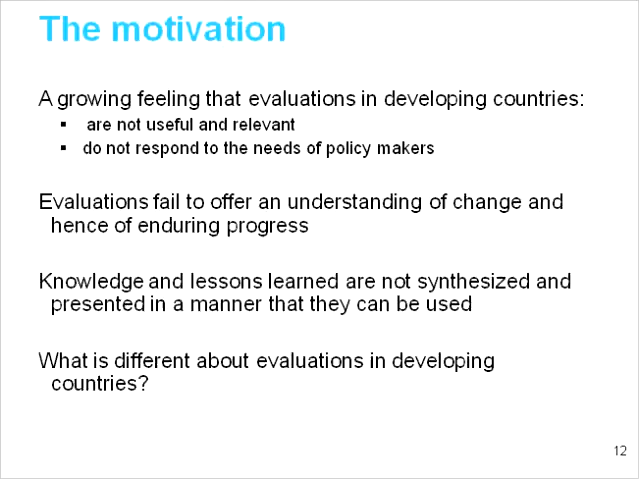 The motivation
A growing feeling that evaluations in developing countries:
▪ are not useful and relevant
▪ do not respond to the needs of policy makers
Evaluations fail to offer an understanding of change and
hence of enduring progress
Knowledge and lessons learned are not synthesized and
presented in a manner that they can be used
What is different about evaluations in developing
countries?
12